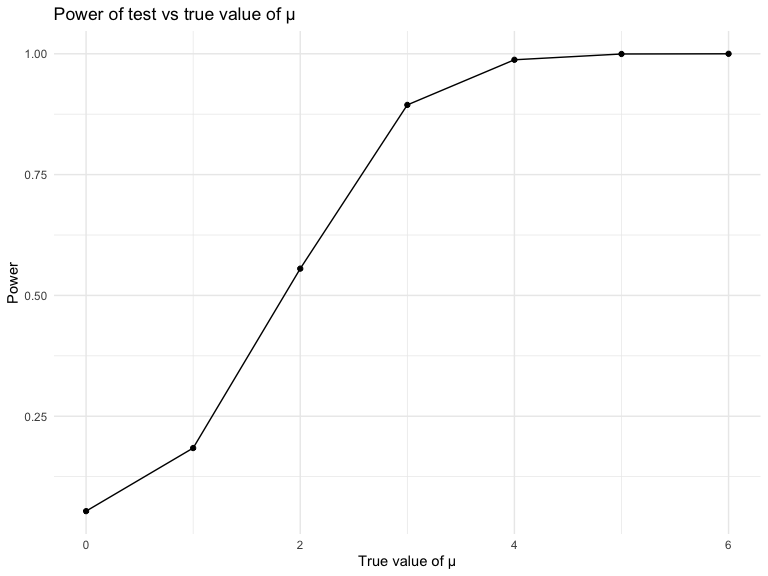 Power of test vs true value of μ
1.00
0.75
0.50
0.25
Power
0 2 4 6
True value of μ